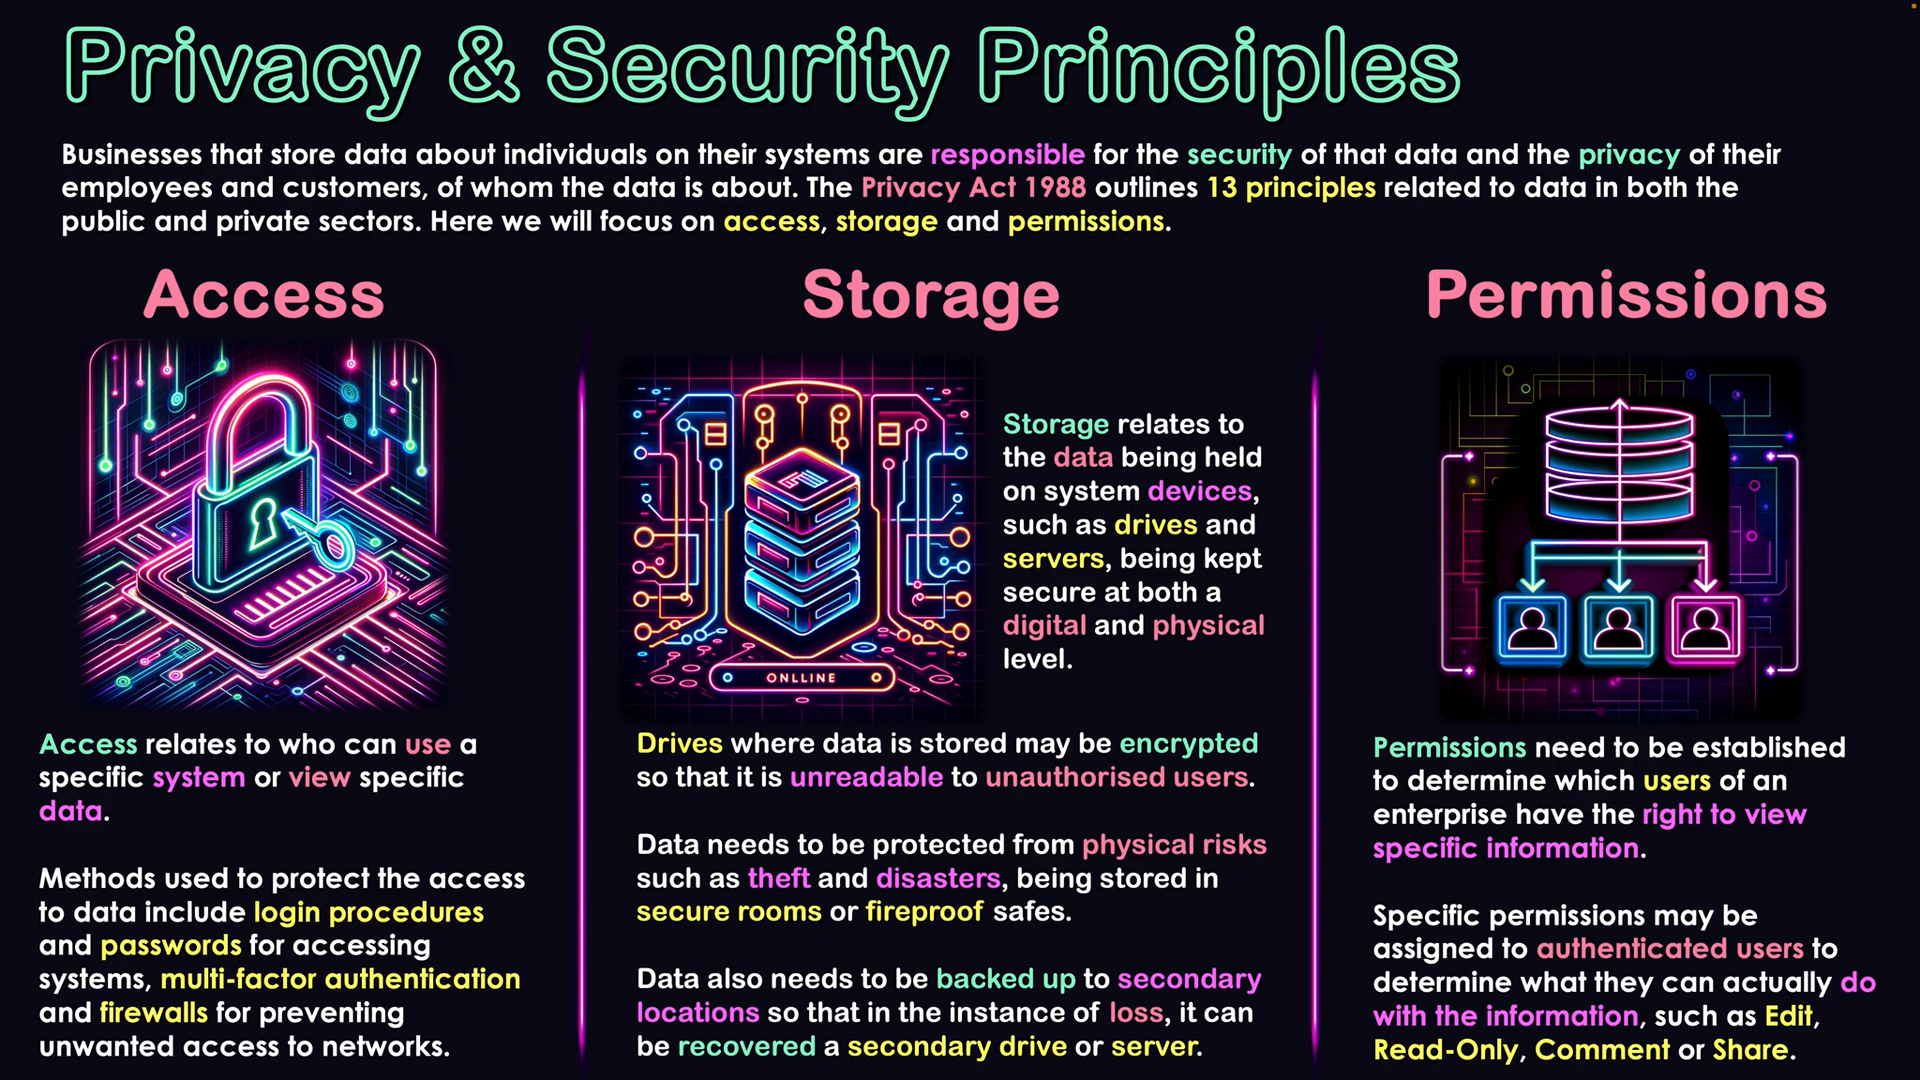 Privacy & Security Principles
Businesses that store data about individuals on their systems are responsible for the security of that data and the privacy of their
employees and customers, of whom the data is about. The Privacy Act 1988 outlines 13 principles related to data in both the
public and private sectors. Here we will focus on access, storage and permissions.
Access
Access relates to who can use a
specific system or view specific
data.
Methods used to protect the access
to data include login procedures
and passwords for accessing
systems, multi-factor authentication
and firewalls for preventing
unwanted access to networks.
Storage
ONLLINE
Storage relates to
the data being held
on system devices,
such as drives and
servers, being kept
secure at both a
digital and physical
level.
Drives where data is stored may be encrypted
so that it is unreadable to unauthorised users.
Data needs to be protected from physical risks
such as theft and disasters, being stored in
secure rooms or fireproof safes.
Data also needs to be backed up to secondary
locations so that in the instance of loss, it can
be recovered a secondary drive or server.
Permissions
Permissions need to be established
to determine which users of an
enterprise have the right to view
specific information.
Specific permissions may be
assigned to authenticated users to
determine what they can actually do
with the information, such as Edit,
Read-Only, Comment or Share.